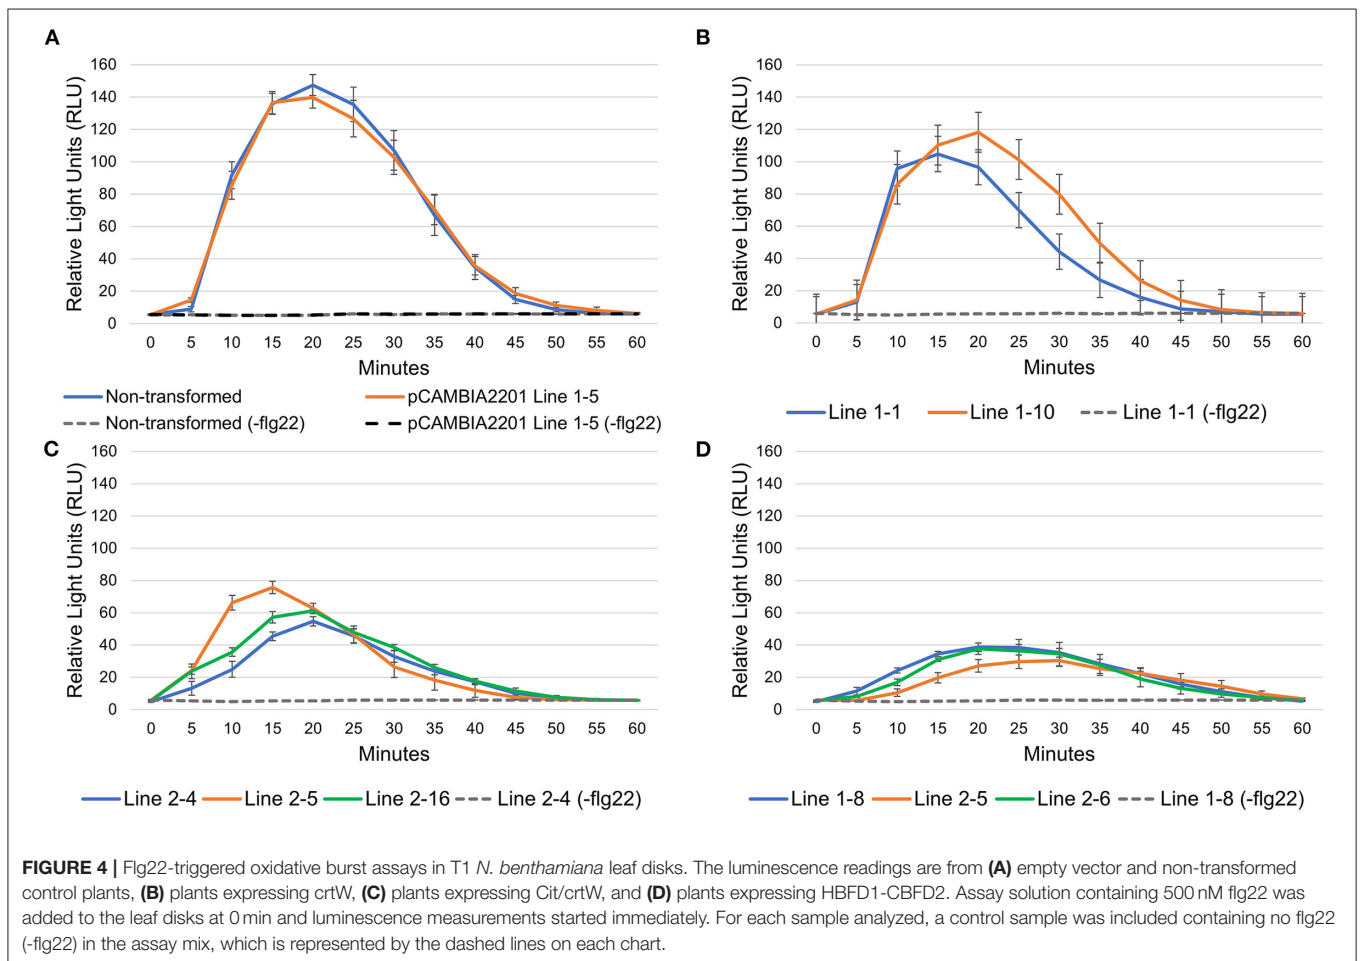 A
160
140
120
100
80
60
40
20
0
Relative Light Units (RLU)
0 5 10 15 20 25 30 35 40 45 50 55 60
Minutes
Non-transformed
pCAMBIA2201 Line 1-5
Non-transformed (-flg22)
pCAMBIA2201 Line 1-5 (-flg22)
B
160
140
120
100
80
60
40
20
0
Relative Light Units (RLU)
0 5 10 15 20 25 30 35 40 45 50 55 60
Minutes
Line 1-1 Line 1-10 Line 1-1 (-flg22)
C
160
140
120
100
80
60
40
20
0
Relative Light Units (RLU)
0 5 10 15 20 25 30 35 40 45 50 55 60
Minutes
Line 2-4 Line 2-5 Line 2-16 Line 2-4 (-flg22)
D
160
140
120
100
80
60
40
20
0
Relative Light Units (RLU)
0 5 10 15 20 25 30 35 40 45 50 55 60
Minutes
Line 1-8 Line 2-5 Line 2-6 Line 1-8 (-flg22)
FIGURE 4 | Flg22-triggered oxidative burst assays in T1 N. benthamiana leaf disks. The luminescence readings are from (A) empty vector and non-transformed
control plants, (B) plants expressing crtW, (C) plants expressing Cit/crtW, and (D) plants expressing HBFD1-CBFD2. Assay solution containing 500 nM flg22 was
added to the leaf disks at 0 min and luminescence measurements started immediately. For each sample analyzed, a control sample was included containing no flg22
(-flg22) in the assay mix, which is represented by the dashed lines on each chart.